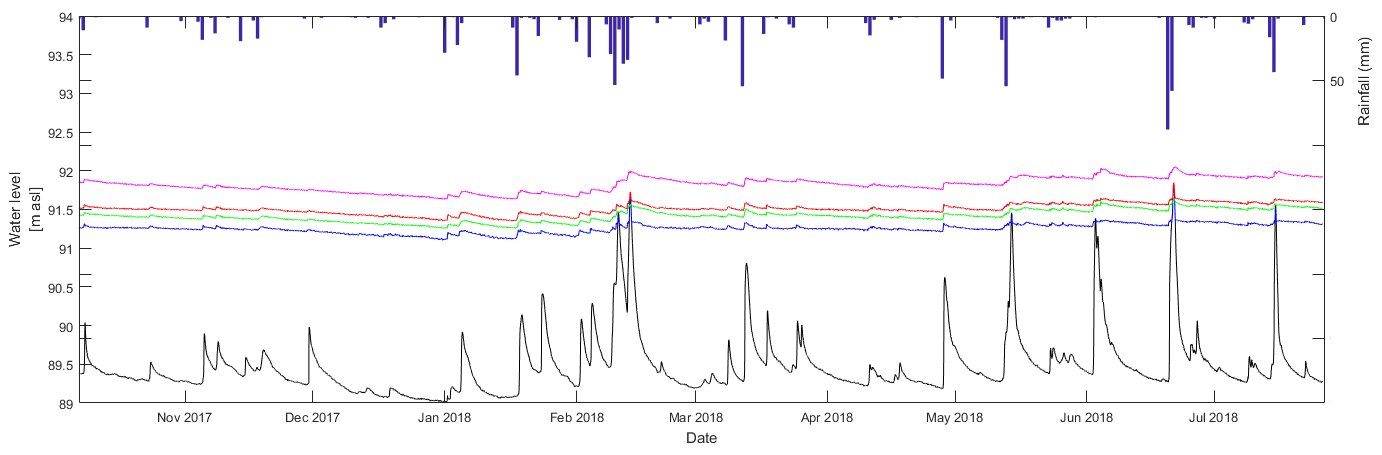 94
93.5
93
92.5
92
91.5
91
90.5
90
89.5
89
Water level
[m asl]
0
50
Rainfall (mm)
Nov 2017
Dec 2017
Jan 2018
Feb 2018
Mar 2018
Apr 2018
May 2018
Jun 2018
Jul 2018
Date